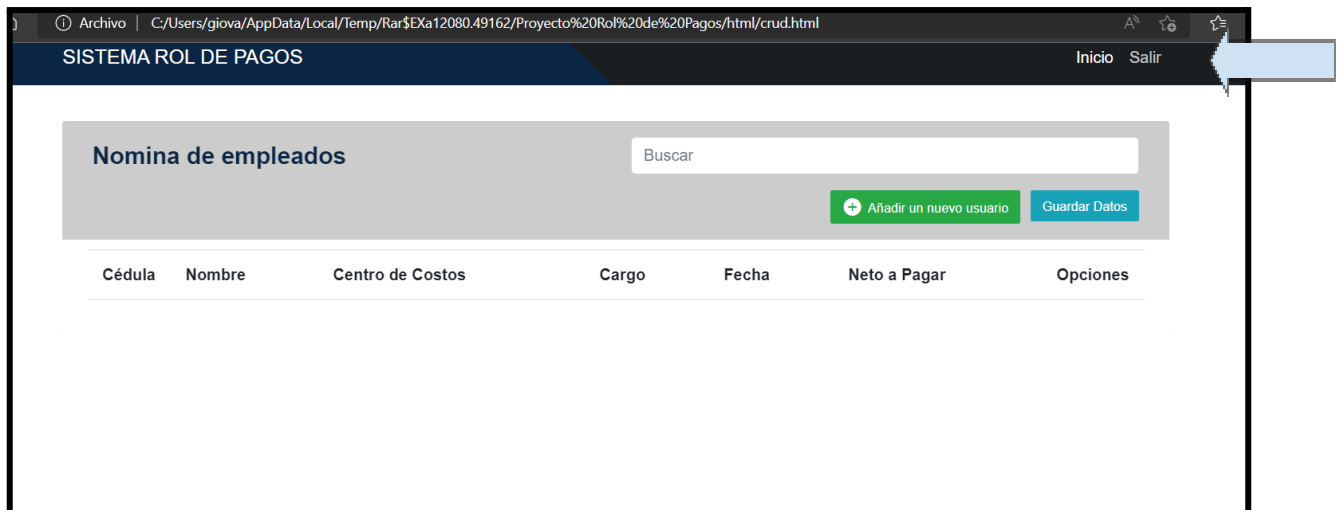 Archivo | C:/Users/giova/AppData/Local/Temp/Rar$EXa12080.49162/Proyecto%20Rol%20de%20Pagos/html/crud.html
SISTEMA ROL DE PAGOS Inicio Salir
Nomina de empleados Buscar
Añadir un nuevo usuario Guardar Datos
Cédula Nombre Centro de Costos Cargo Fecha Neto a Pagar Opciones